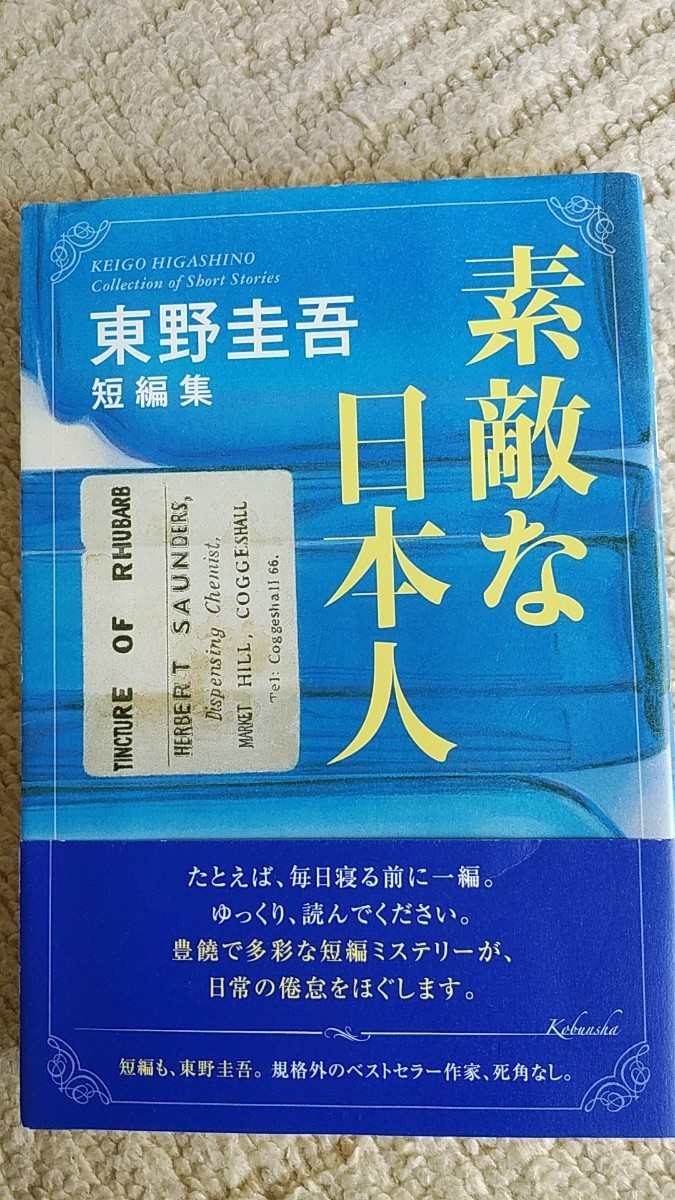 KEIGO HIGASHINO
Collection of Short Stories
東野圭吾
短編集
素敵な
日本人
TINCTURE OF RHUBARB
HERBERT SAUNDERS,
Dispensing Chemist,
MARKET HILL, COGGESHALL
Tel: Coggeshall 66.
たとえば、毎日寝る前に一編。
ゆっくり、読んでください。
豊饒で多彩な短編ミステリーが、
日常の倦怠をほぐします。
Kobunsha
短編も、東野圭吾。規格外のベストセラー作家、死角なし。